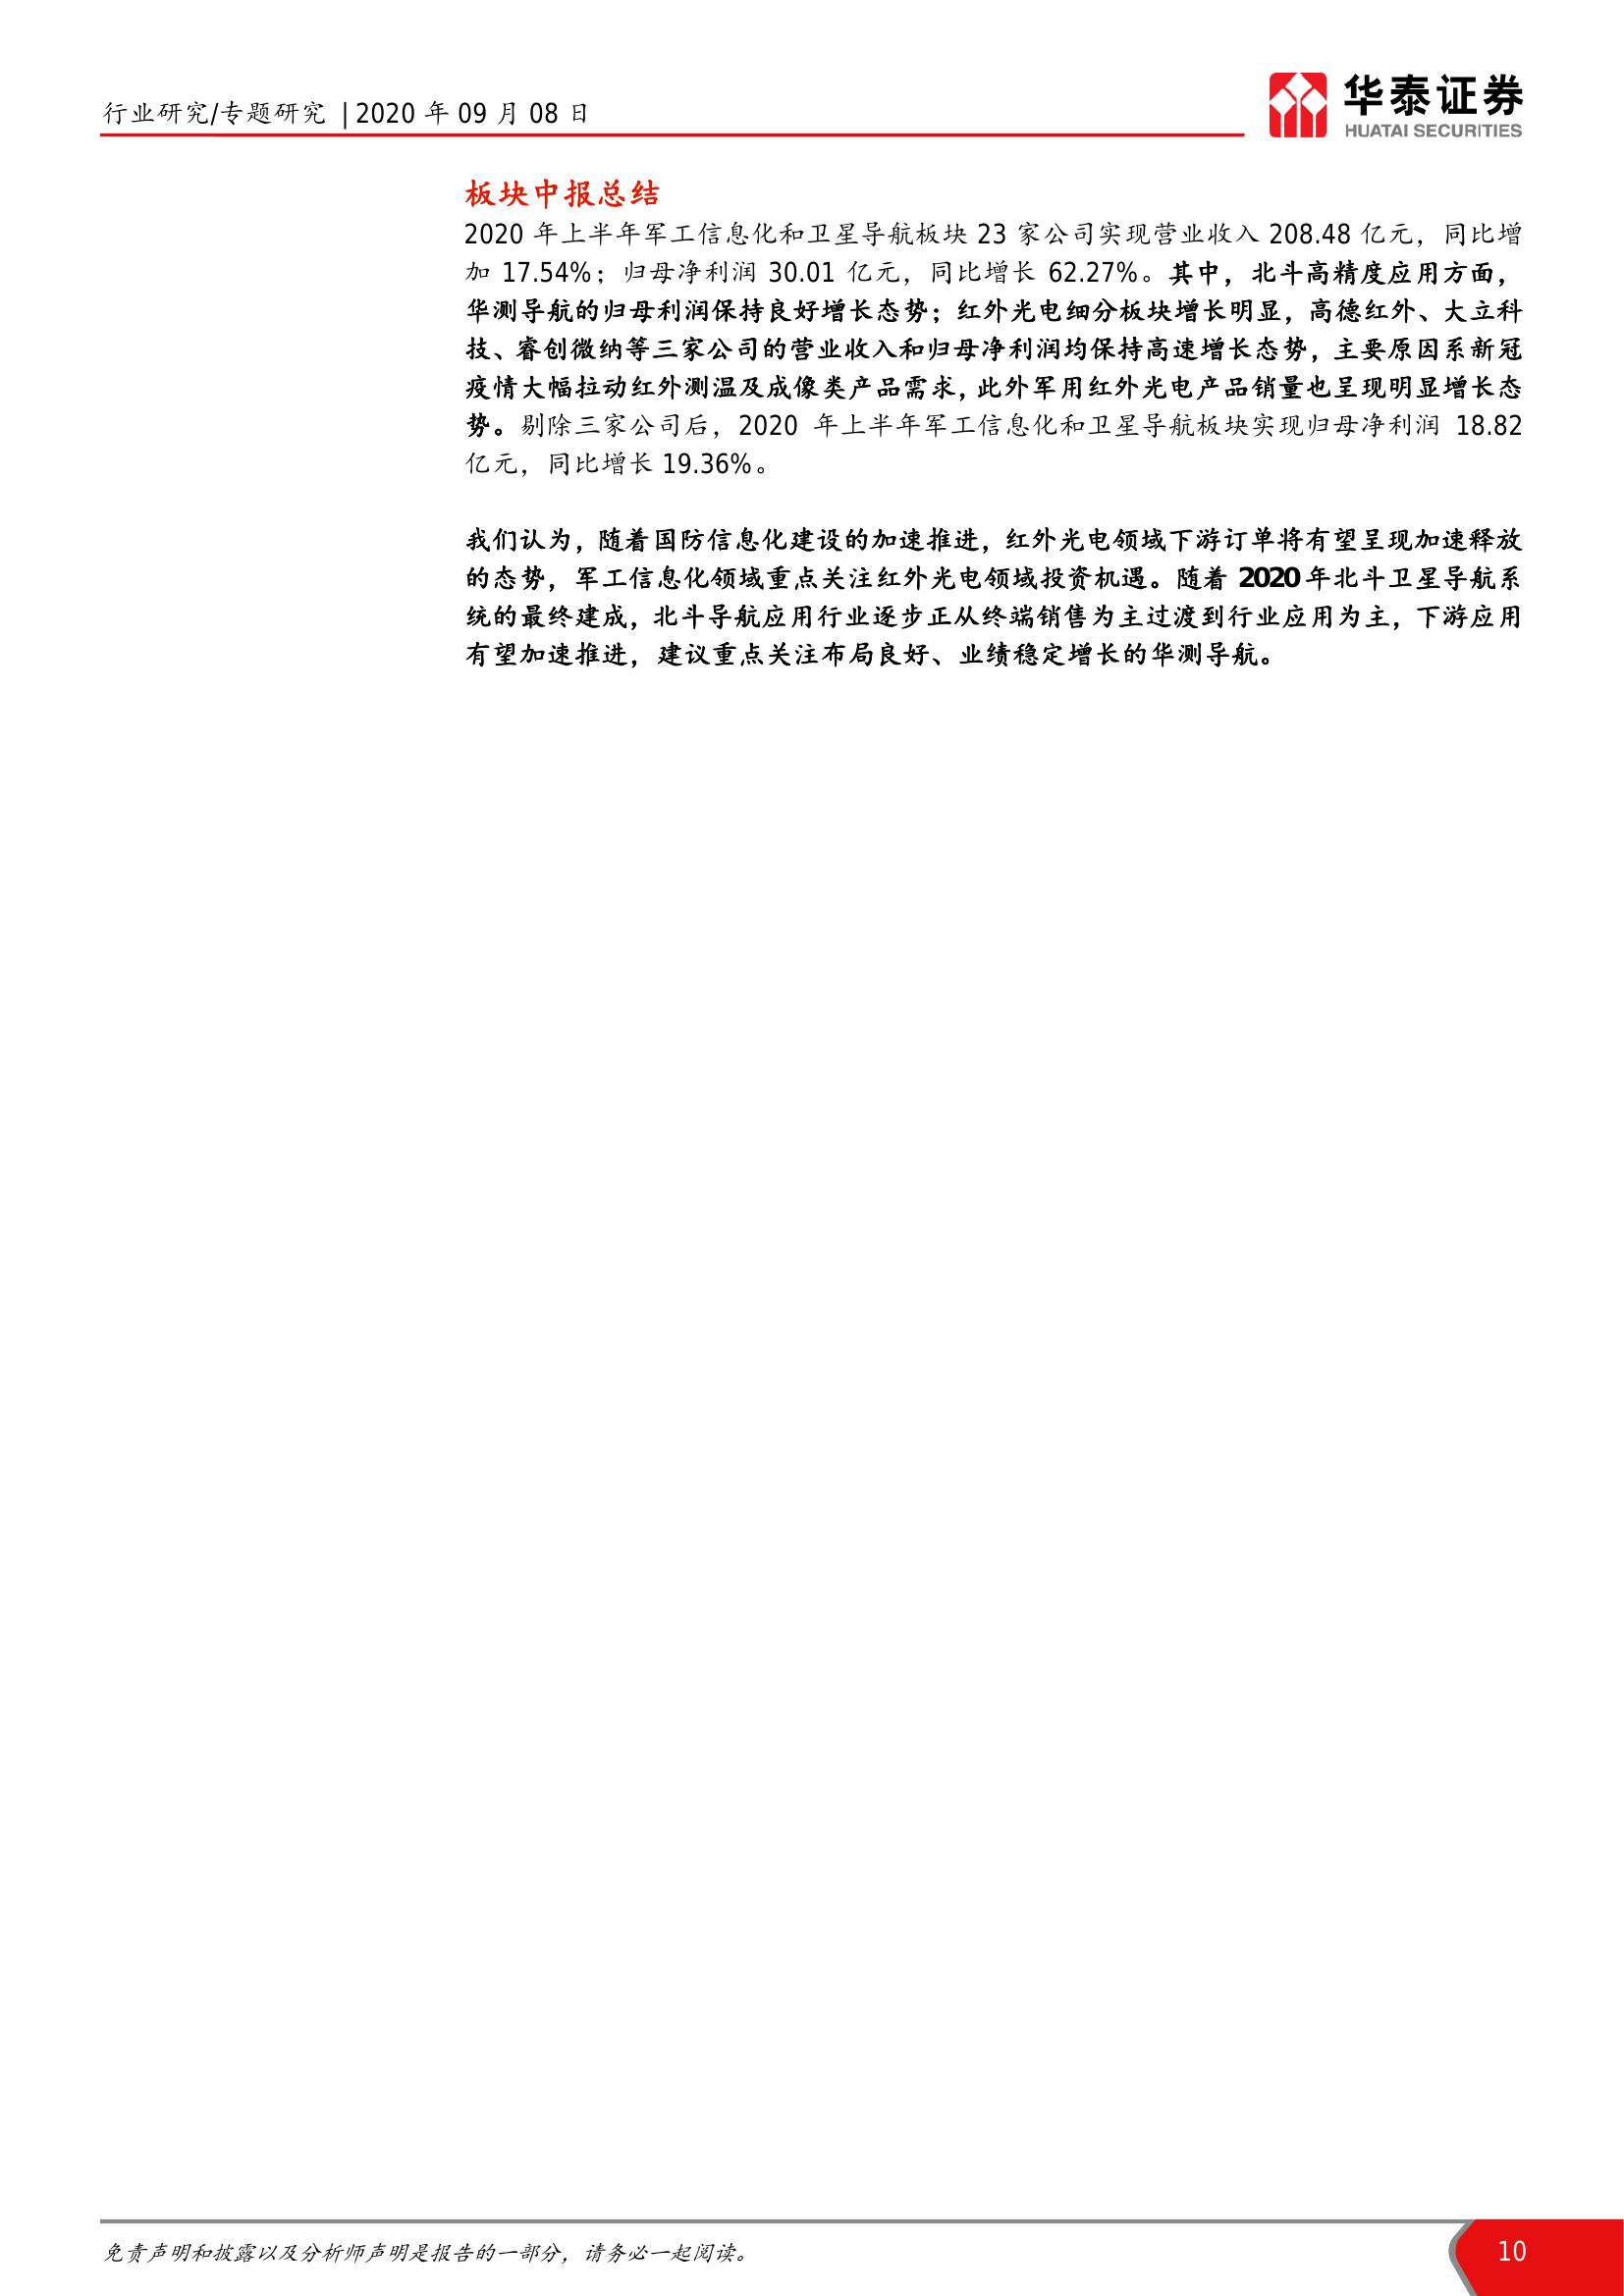 行业研究/专题研究 | 2020 年 09 月 08 日
华泰证券
HUATAI SECURITIES
板块中报总结
2020 年上半年军工信息化和卫星导航板块 23 家公司实现营业收入 208.48 亿元，同比增
加 17.54%；归母净利润 30.01 亿元，同比增长 62.27%。其中，北斗高精度应用方面，
华测导航的归母利润保持良好增长态势；红外光电细分板块增长明显，高德红外、大立科
技、睿创微纳等三家公司的营业收入和归母净利润均保持高速增长态势，主要原因系新冠
疫情大幅拉动红外测温及成像类产品需求，此外军用红外光电产品销量也呈现明显增长态
势。剔除三家公司后，2020 年上半年军工信息化和卫星导航板块实现归母净利润 18.82
亿元，同比增长 19.36%。
我们认为，随着国防信息化建设的加速推进，红外光电领域下游订单将有望呈现加速释放
的态势，军工信息化领域重点关注红外光电领域投资机遇。随着 2020 年北斗卫星导航系
统的最终建成，北斗导航应用行业逐步正从终端销售为主过渡到行业应用为主，下游应用
有望加速推进，建议重点关注布局良好、业绩稳定增长的华测导航。
免责声明和披露以及分析师声明是报告的一部分，请务必一起阅读。
10